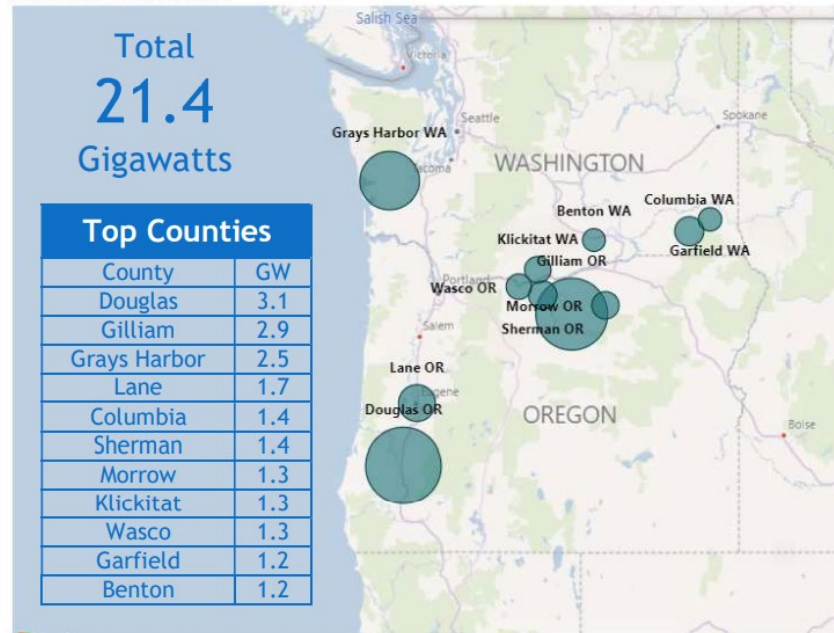 Total
21.4
Gigawatts
Top Counties
County GW
Douglas 3.1
Gilliam 2.9
Grays Harbor 2.5
Lane 1.7
Columbia 1.4
Sherman 1.4
Morrow 1.3
Klickitat 1.3
Wasco 1.3
Garfield 1.2
Benton 1.2
Salish Sea
Victoria
Seattle
Spokane
Grays Harbor WA
Tacoma
WASHINGTON
Columbia WA
Benton WA
Klickitat WA
Garfield WA
Gilliam OR
Portland
Wasco OR
Morrow OR
Sherman OR
Salem
Lane OR
Eugene
Douglas OR
OREGON
Boise